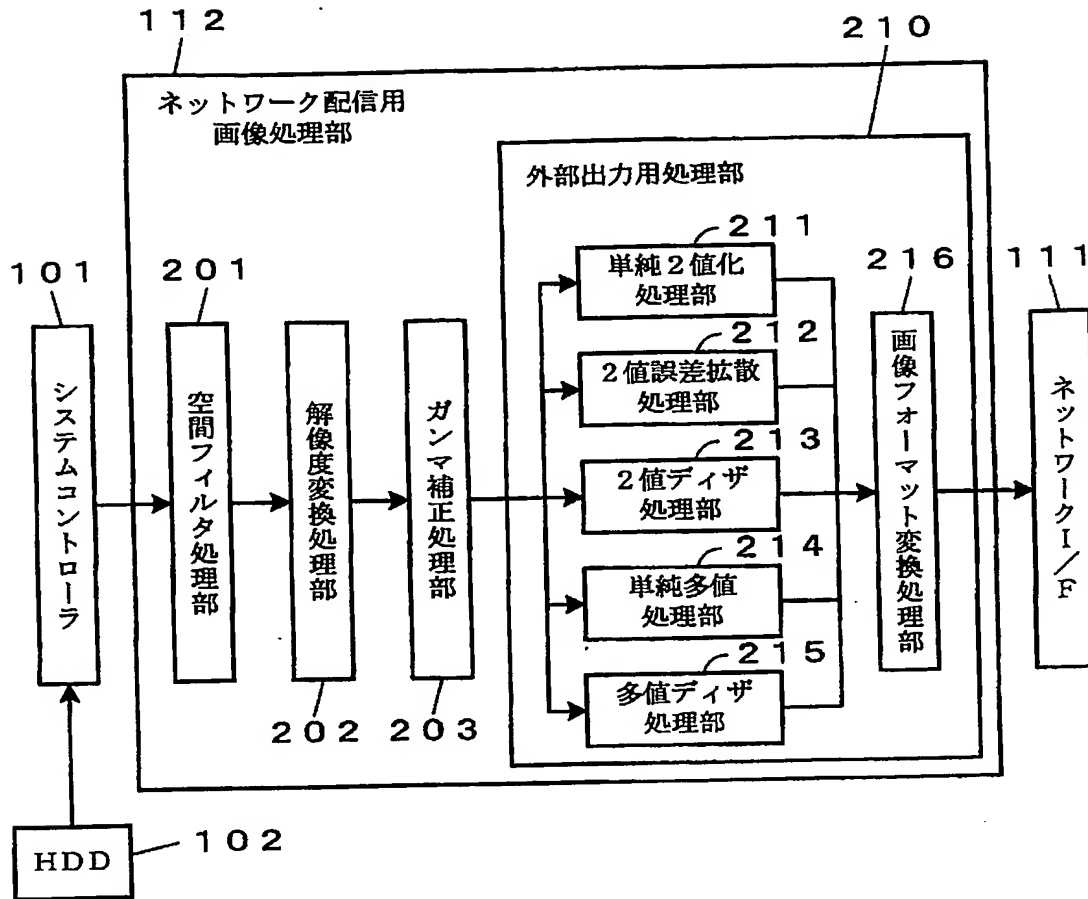 112
210
ネットワーク配信用
画像処理部
外部出力用処理部
101
システムコントローラ
201
空間フィルタ処理部
解像度変換処理部
202
ガンマ補正処理部
203
211
単純2値化
処理部
212
2値誤差拡散
処理部
213
2値ディザ
処理部
214
単純多値
処理部
215
多値ディザ
処理部
216
画像フォーマット変換処理部
111
ネットワークI/F
HDD
102